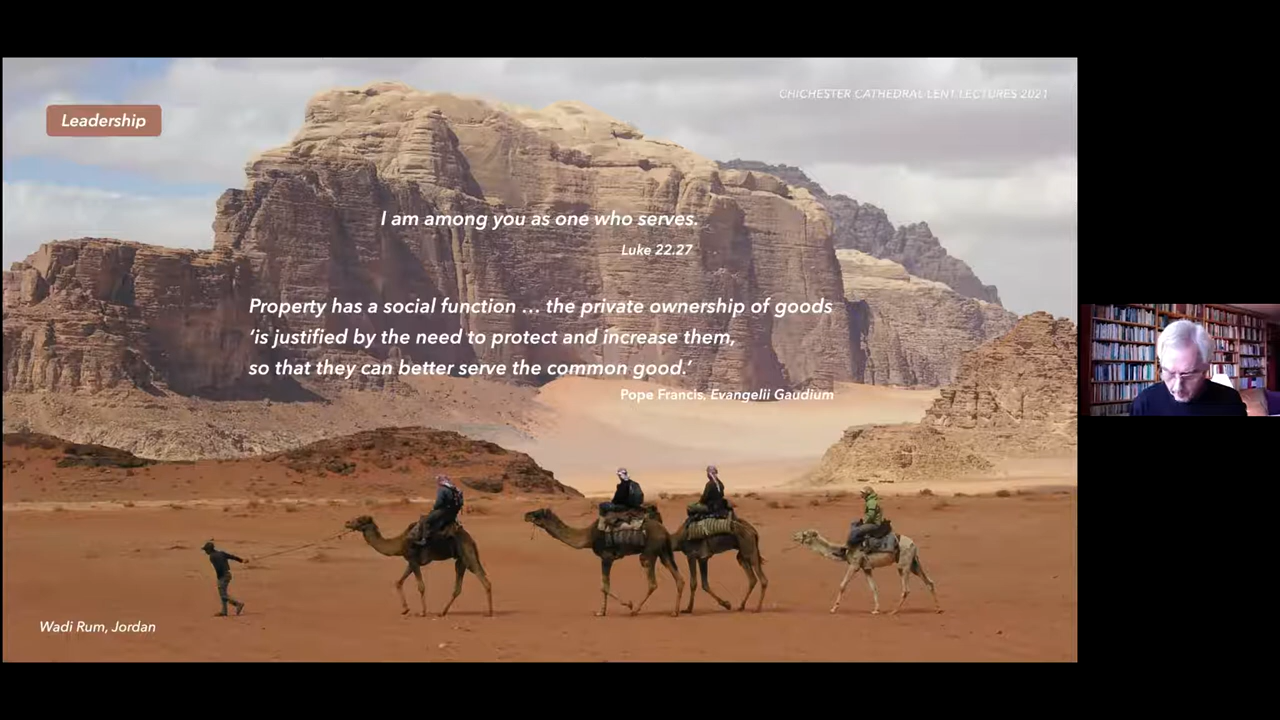 CHICHESTER CATHEDRAL LENT LECTURES 2021
Leadership
I am among you as one who serves.
Luke 22.27
Property has a social function … the private ownership of goods
‘is justified by the need to protect and increase them,
so that they can better serve the common good.’
Pope Francis, Evangelii Gaudium
Wadi Rum, Jordan